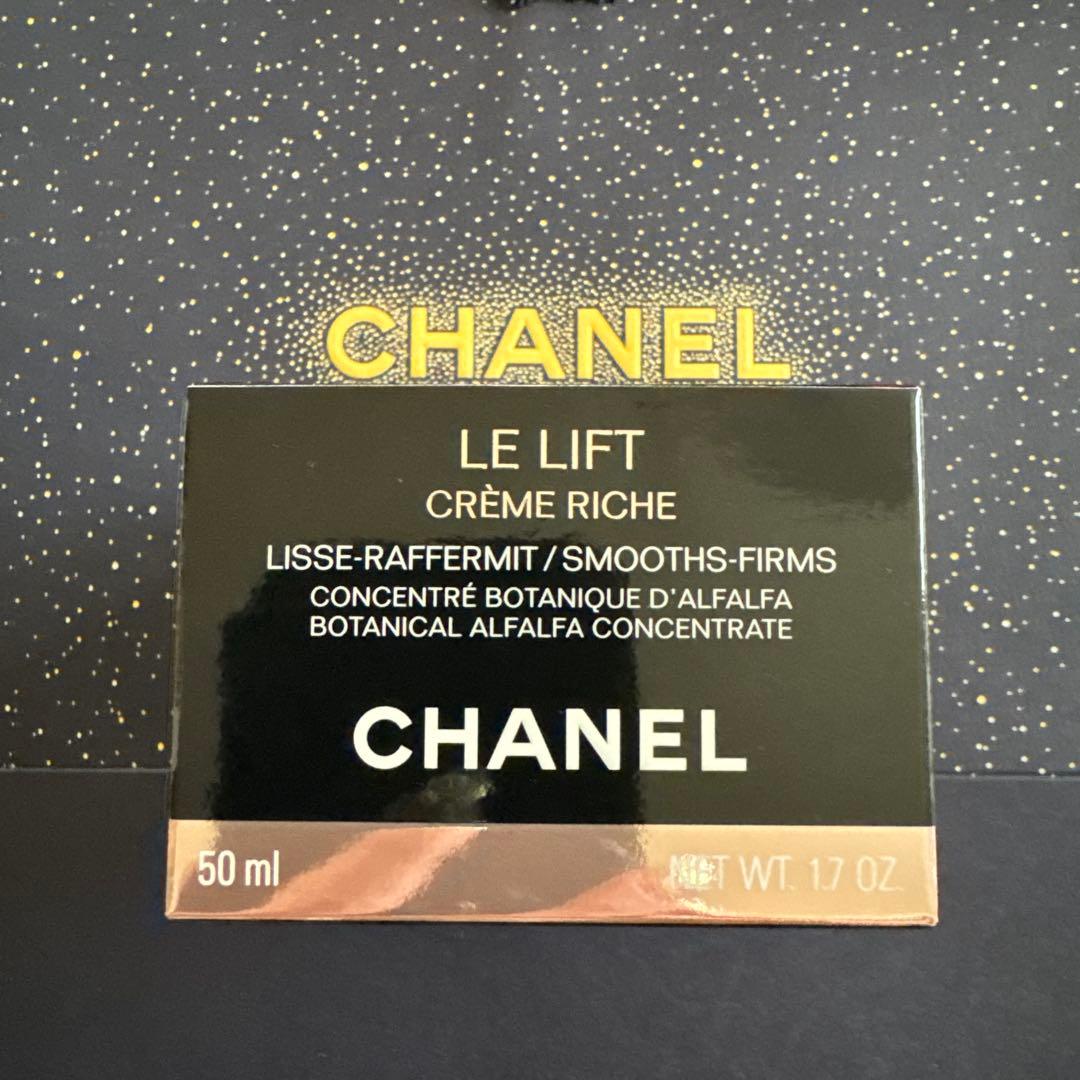 CHANEL
LE LIFT
CRÈME RICHE
LISSE-RAFFERMIT / SMOOTHS-FIRMS
CONCENTRÉ BOTANIQUE D'ALFALFA
BOTANICAL ALFALFA CONCENTRATE
CHANEL
50 ml NET WT. 1.7 OZ.